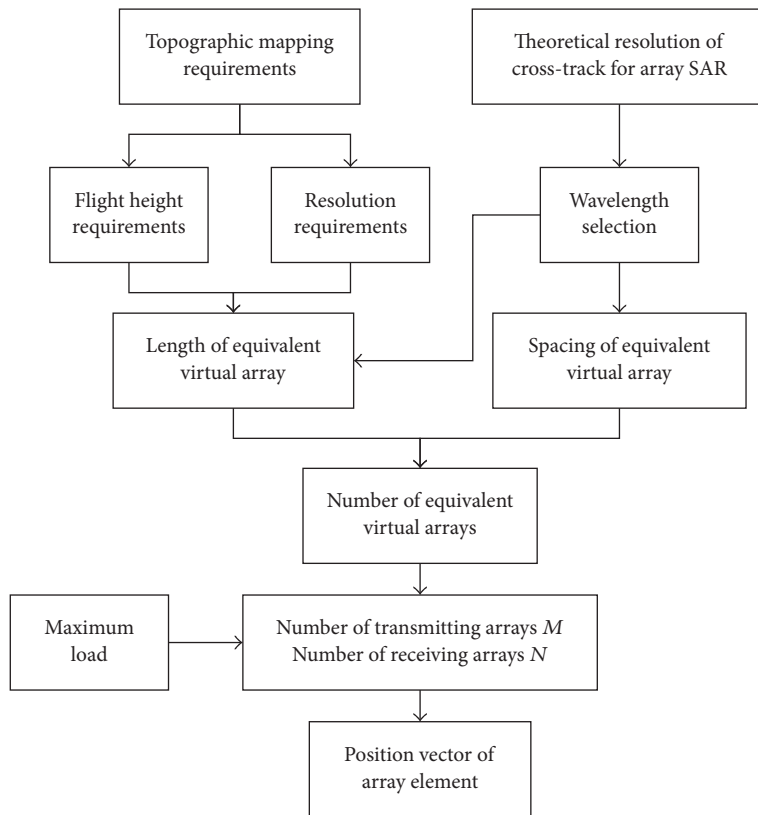 Topographic mapping
requirements
Theoretical resolution of
cross-track for array SAR
Flight height
requirements
Resolution
requirements
Wavelength
selection
Length of equivalent
virtual array
Spacing of equivalent
virtual array
Number of equivalent
virtual arrays
Maximum
load
Number of transmitting arrays M
Number of receiving arrays N
Position vector of
array element